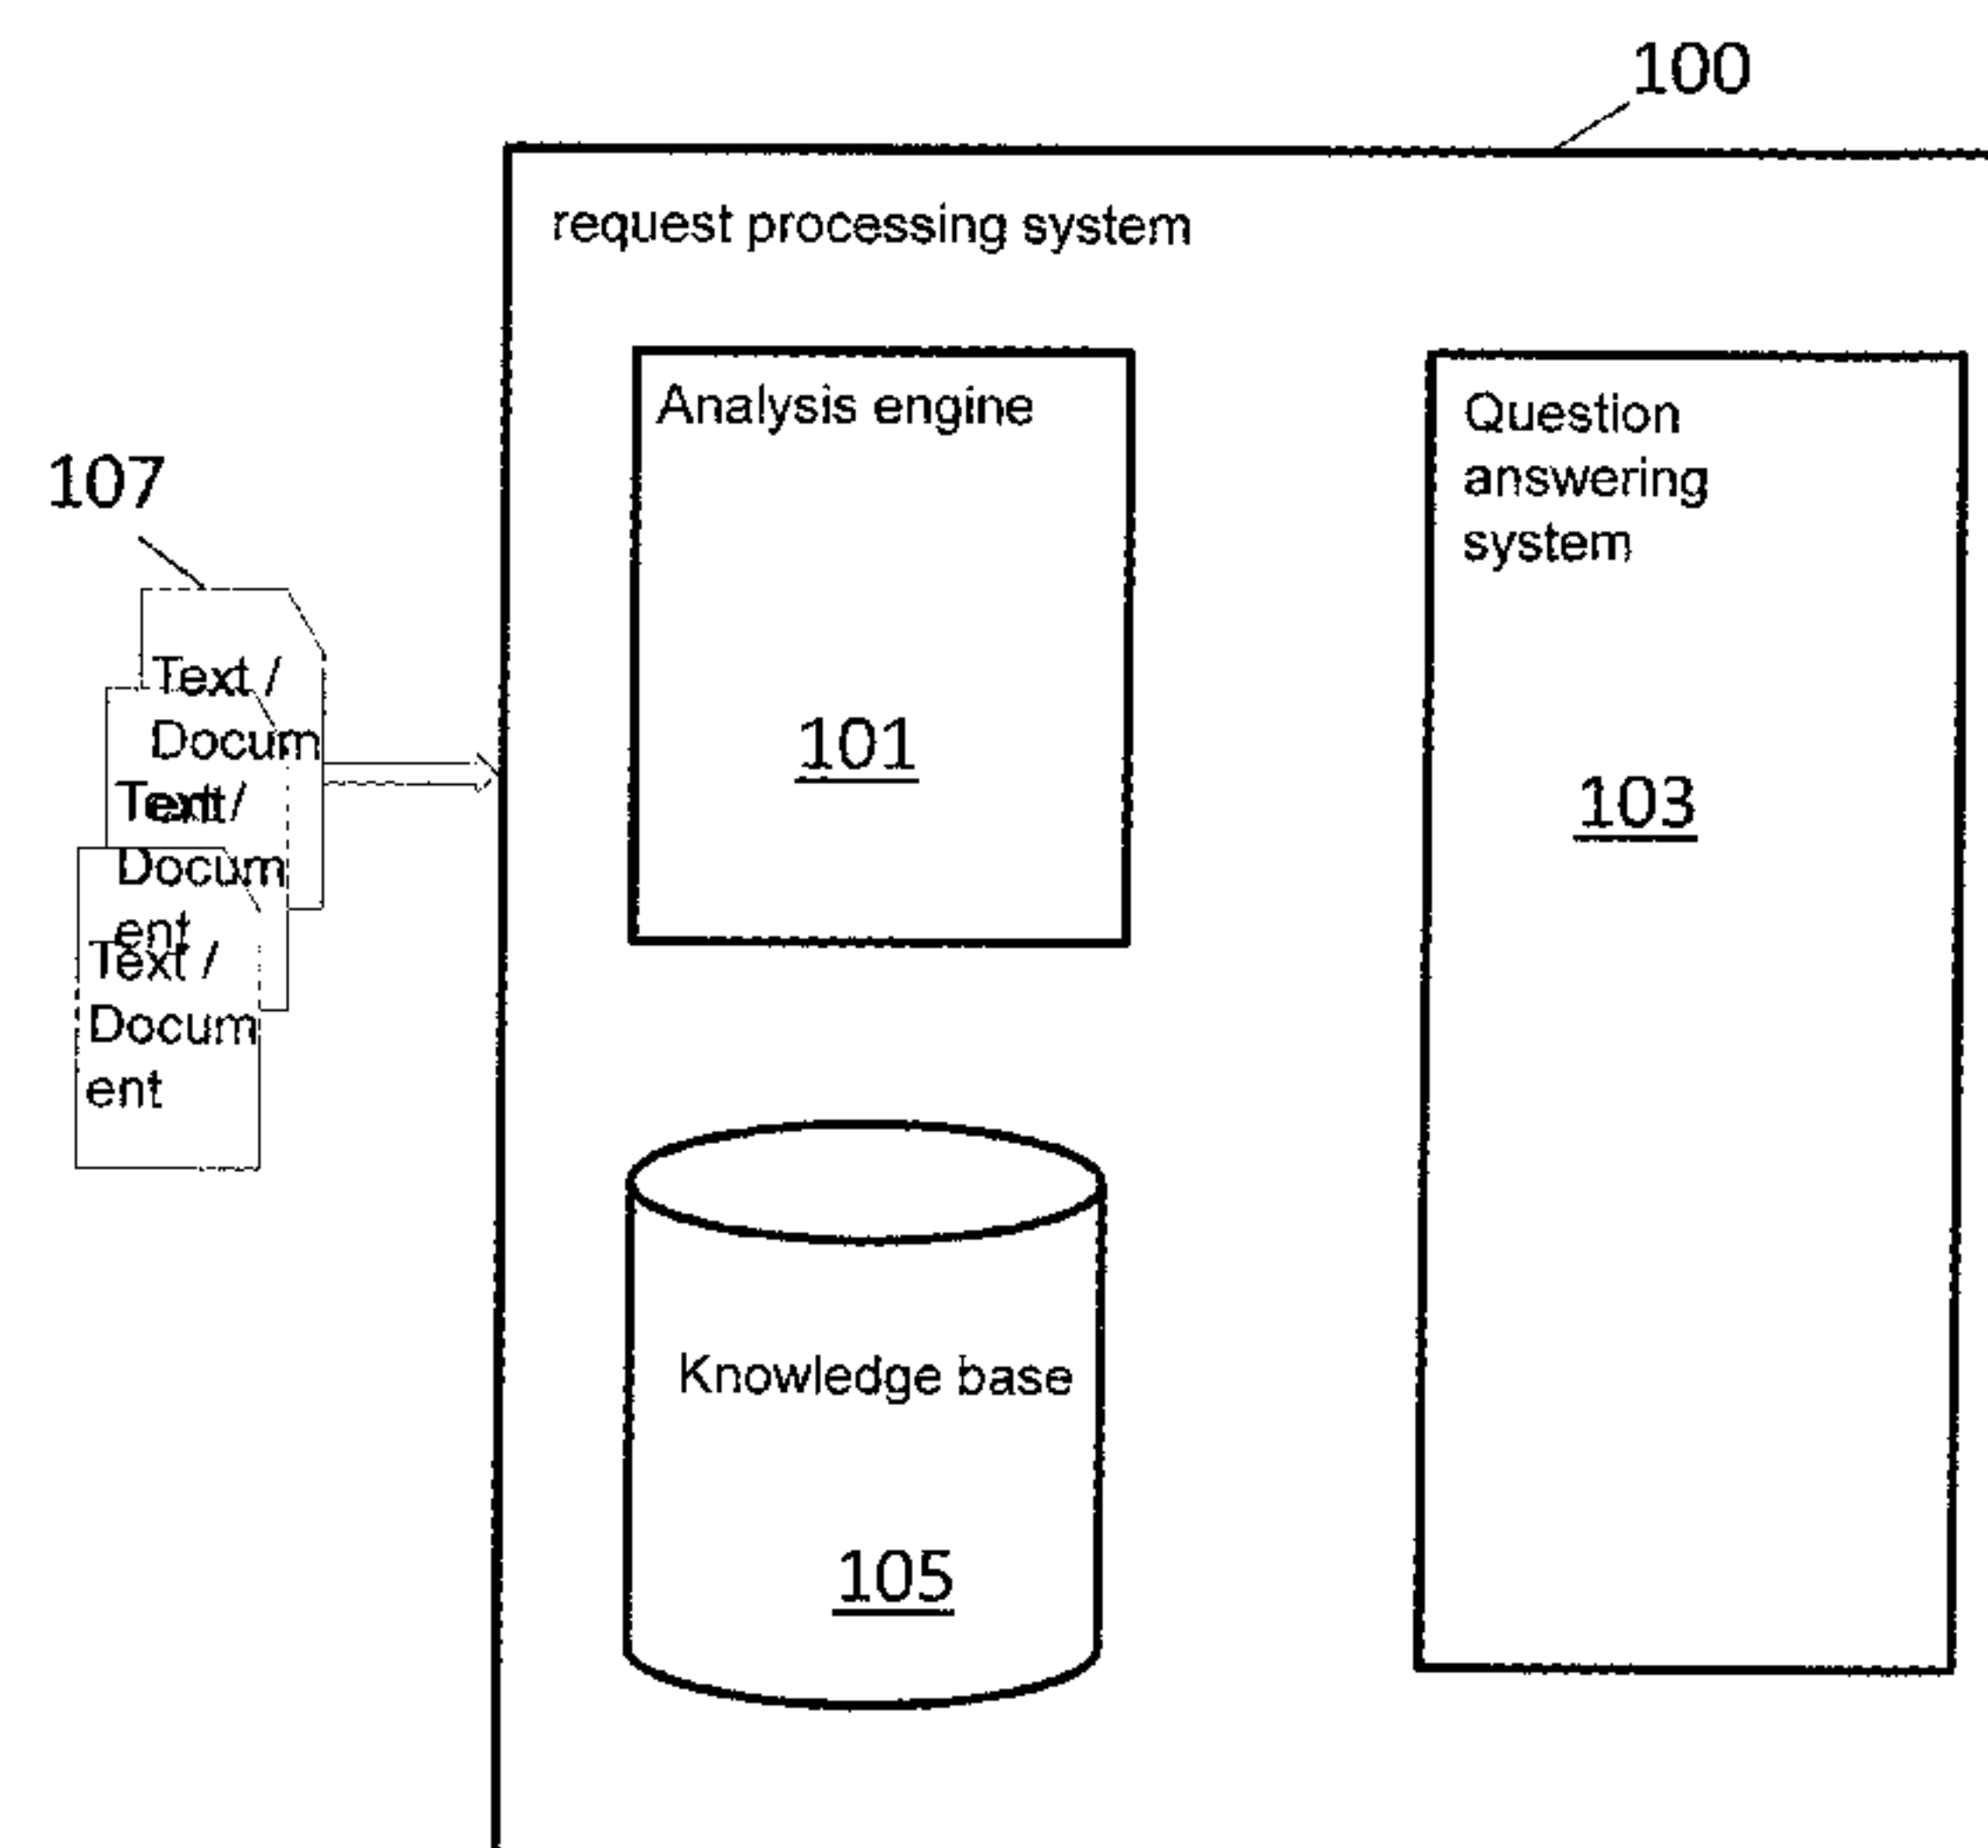 100
request processing system
Analysis engine
101
Question
answering
system
103
107
Text /
Docum
Text /
Docum
ent
Text /
Docum
ent
Knowledge base
105